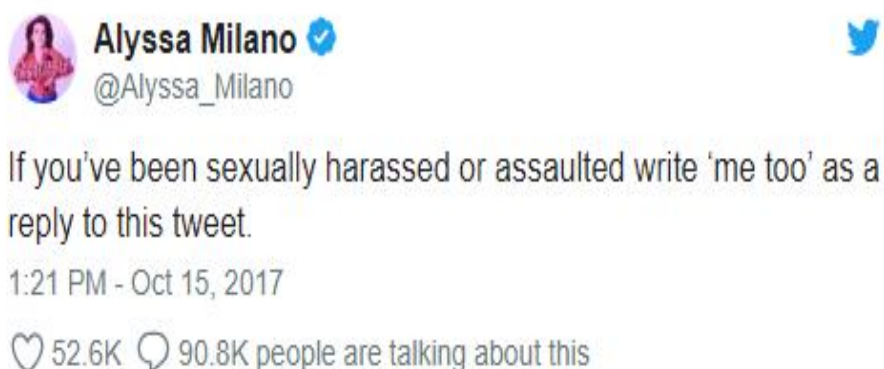 Alyssa Milano
@Alyssa_Milano
If you've been sexually harassed or assaulted write 'me too' as a
reply to this tweet.
1:21 PM - Oct 15, 2017
52.6K 90.8K people are talking about this